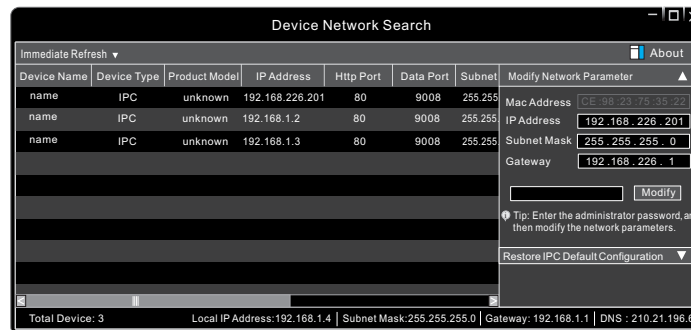 Device Network Search
Immediate Refresh ▼ About
Device Name Device Type Product Model IP Address Http Port Data Port Subnet Modify Network Parameter
name IPC unknown 192.168.226.201 80 9008 255.255
name IPC unknown 192.168.1.2 80 9008 255.255.
name IPC unknown 192.168.1.3 80 9008 255.255.
Mac Address CE:98:23:75:35:22
IP Address 192.168.226.201
Subnet Mask 255.255.255. 0
Gateway 192.168.226. 1
Modify
Tip: Enter the administrator password, an
then modify the network parameters.
Restore IPC Default Configuration
Total Device: 3 Local IP Address:192.168.1.4 Subnet Mask:255.255.255.0 Gateway: 192.168.1.1 DNS : 210.21.196.6